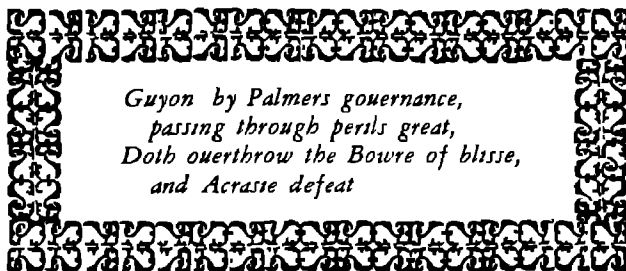 Guyon by Palmers gouernance,
passing through perils great,
Doth ouerthrow the Bowre of blisse,
and Acrasie defeat